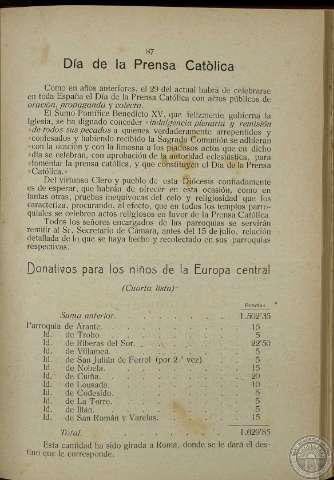 87
Día de la Prensa Católica
Como en años anteriores, el 29 del actual habrá de celebrarse
en toda España el Día de la Prensa Católica con actos públicos de
oración, propaganda y colecta.
El Sumo Pontífice Benedicto XV, que felizmente gobierna la
Iglesia, se ha dignado conceder «indulgencia plenaria y remisión
«de todos sus pecados a quienes verdaderamente arrepentidos y
«confesados y habiendo recibido la Sagrada Comunión se adhieran
«con la oración y con la limosna a los piadosos actos que en dicho
«día se celebran, con aprobación de la autoridad eclesiástica, para
«fomentar la prensa católica, y que constituyen el Día de la Prensa
«Católica.»
Del virtuoso Clero y pueblo de esta Diócesis confiadamente
es de esperar, que habrán de ofrecer en esta ocasión, como en
tantas otras, pruebas inequívocas del celo y religiosidad que los
caracteriza, procurando, al efecto, que en todos los templos parro-
quiales se celebren actos religiosos en favor de la Prensa Católica.
Todos los señores encargados de las parroquias se servirán
remitir al Sr. Secretario de Cámara, antes del 15 de julio, relación
detallada de lo que se haya hecho y recolectado en sus parroquias
respectivas.
Donativos para los niños de la Europa central
(Cuarta lista)
Pesetas
Suma anterior. 1.502'35
Parroquia de Arante. 15
Id. de Trobo. 5
Id. de Riberas del Sor. 22'50
Id. de Villanea. 5
Id. de San Julián de Ferrol (por 2.ª vez). 5
Id. de Nobela. 15
Id. de Cuiña. 20
Id. de Lousada. 10
Id. de Codesido. 5
Id. de La Torre. 5
Id. de Illao. 5
Id. de San Román y Varelas. 15
Total. 1.629'85
Esta cantidad ha sido girada a Roma, donde se le dará el des-
tino que le corresponde.